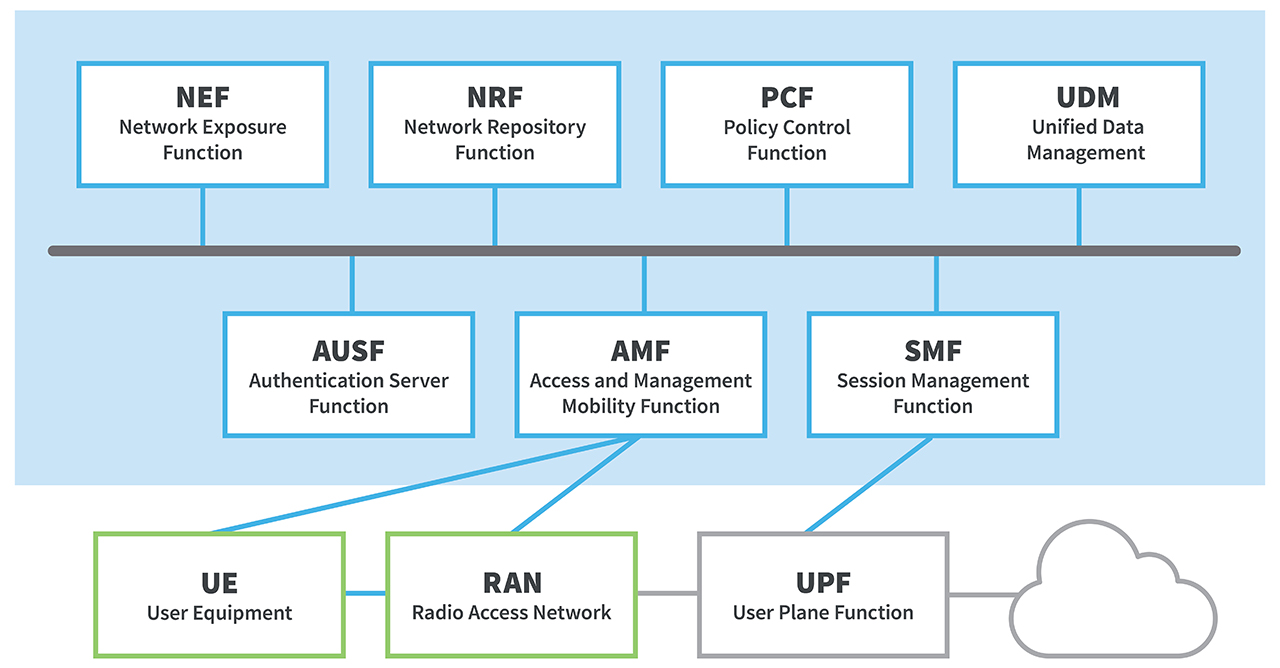 NEF
Network Exposure
Function
NRF
Network Repository
Function
PCF
Policy Control
Function
UDM
Unified Data
Management
AUSF
Authentication Server
Function
AMF
Access and Management
Mobility Function
SMF
Session Management
Function
UE
User Equipment
RAN
Radio Access Network
UPF
User Plane Function